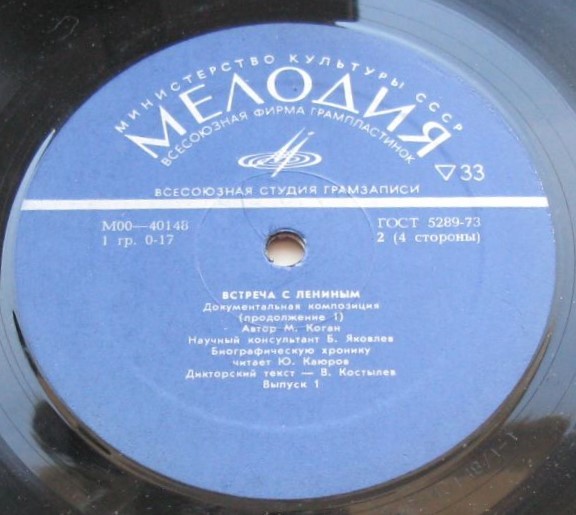 МИНИСТЕРСТВО КУЛЬТУРЫ СССР
МЕЛОДИЯ
ВСЕСОЮЗНАЯ ФИРМА ГРАМПЛАСТИНОК
▽33
ВСЕСОЮЗНАЯ СТУДИЯ ГРАМЗАПИСИ
М00—40148
ГОСТ 5289-73
1 гр. 0-17
2 (4 стороны)
ВСТРЕЧА С ЛЕНИНЫМ
Документальная композиция
(продолжение 1)
Автор М. Коган
Научный консультант Б. Яковлев
Биографическую хронику
читает Ю. Каюров
Дикторский текст — В. Костылев
Выпуск 1